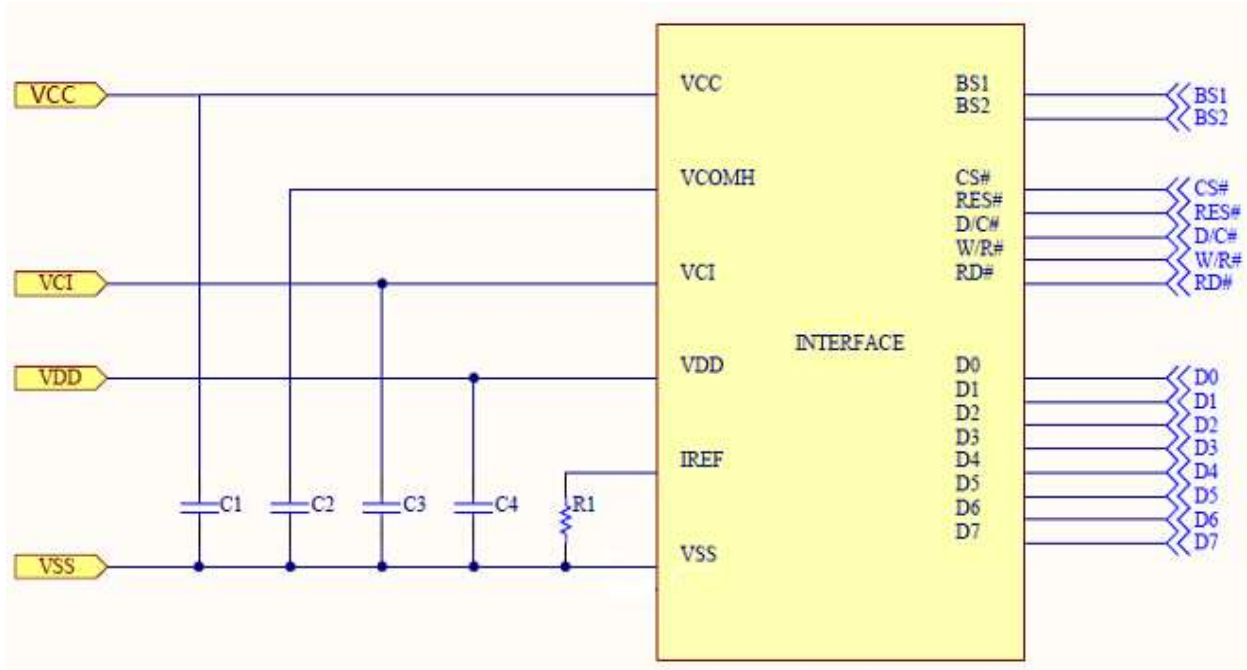 VCC
VCOMH
VCI
VDD
IREF
VSS
VCC
VCI
VDD
VSS
C1
C2
C3
C4
R1
INTERFACE
BS1
BS2
CS#
RES#
D/C#
W/R#
RD#
D0
D1
D2
D3
D4
D5
D6
D7
BS1
BS2
CS#
RES#
D/C#
W/R#
RD#
D0
D1
D2
D3
D4
D5
D6
D7